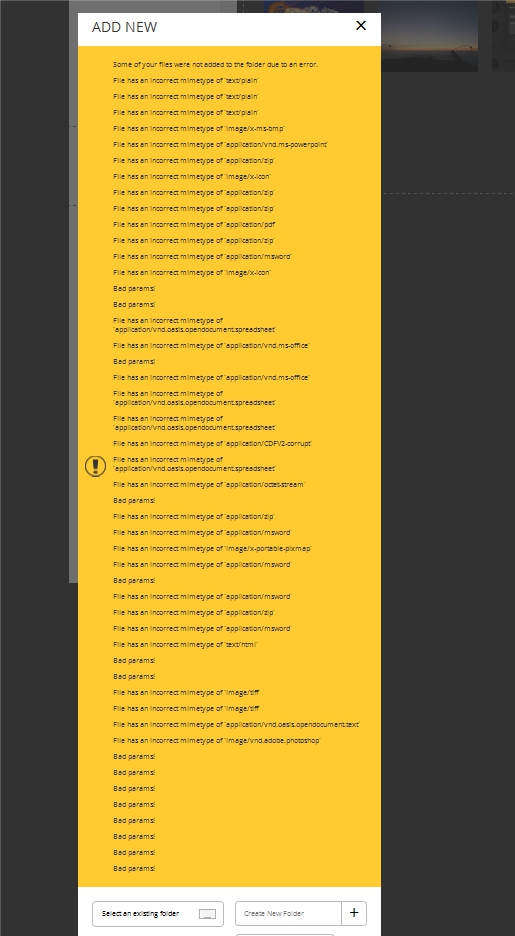 ADD NEW
Some of your files were not added to the folder due to an error.
File has an incorrect mimetype of 'text/plain'
File has an incorrect mimetype of 'text/plain'
File has an incorrect mimetype of 'text/plain'
File has an incorrect mimetype of 'image/x-ms-bmp'
File has an incorrect mimetype of 'application/vnd.ms-powerpoint'
File has an incorrect mimetype of 'application/zip'
File has an incorrect mimetype of 'image/x-icon'
File has an incorrect mimetype of 'application/zip'
File has an incorrect mimetype of 'application/zip'
File has an incorrect mimetype of 'application/pdf'
File has an incorrect mimetype of 'application/zip'
File has an incorrect mimetype of 'application/msword'
File has an incorrect mimetype of 'image/x-icon'
Bad params!
Bad params!
File has an incorrect mimetype of
'application/vnd.oasis.opendocument.spreadsheet'
File has an incorrect mimetype of 'application/vnd.ms-office'
Bad params!
File has an incorrect mimetype of 'application/vnd.ms-office'
File has an incorrect mimetype of
'application/vnd.oasis.opendocument.spreadsheet'
File has an incorrect mimetype of
'application/vnd.oasis.opendocument.spreadsheet'
File has an incorrect mimetype of 'application/CDFV2-corrupt'
File has an incorrect mimetype of
'application/vnd.oasis.opendocument.spreadsheet'
File has an incorrect mimetype of 'application/octet-stream'
Bad params!
File has an incorrect mimetype of 'application/zip'
File has an incorrect mimetype of 'application/msword'
File has an incorrect mimetype of 'image/x-portable-pixmap'
File has an incorrect mimetype of 'application/msword'
Bad params!
File has an incorrect mimetype of 'application/msword'
File has an incorrect mimetype of 'application/zip'
File has an incorrect mimetype of 'application/msword'
File has an incorrect mimetype of 'text/html'
Bad params!
Bad params!
File has an incorrect mimetype of 'image/tiff'
File has an incorrect mimetype of 'image/tiff'
File has an incorrect mimetype of 'application/vnd.oasis.opendocument.text'
File has an incorrect mimetype of 'image/vnd.adobe.photoshop'
Bad params!
Bad params!
Bad params!
Bad params!
Bad params!
Bad params!
Bad params!
Bad params!
Select an existing folder
Create New Folder